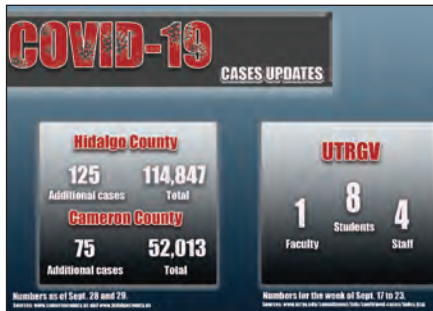 COVID-19
CASES UPDATES
Hidalgo County
125 114,847
Additional cases Total
Cameron County
75 52,013
Additional cases Total
UTRGV
1 8 4
Faculty Students Staff
Numbers as of Sept. 28 and 29.
Numbers for the week of Sept. 17 to 23.